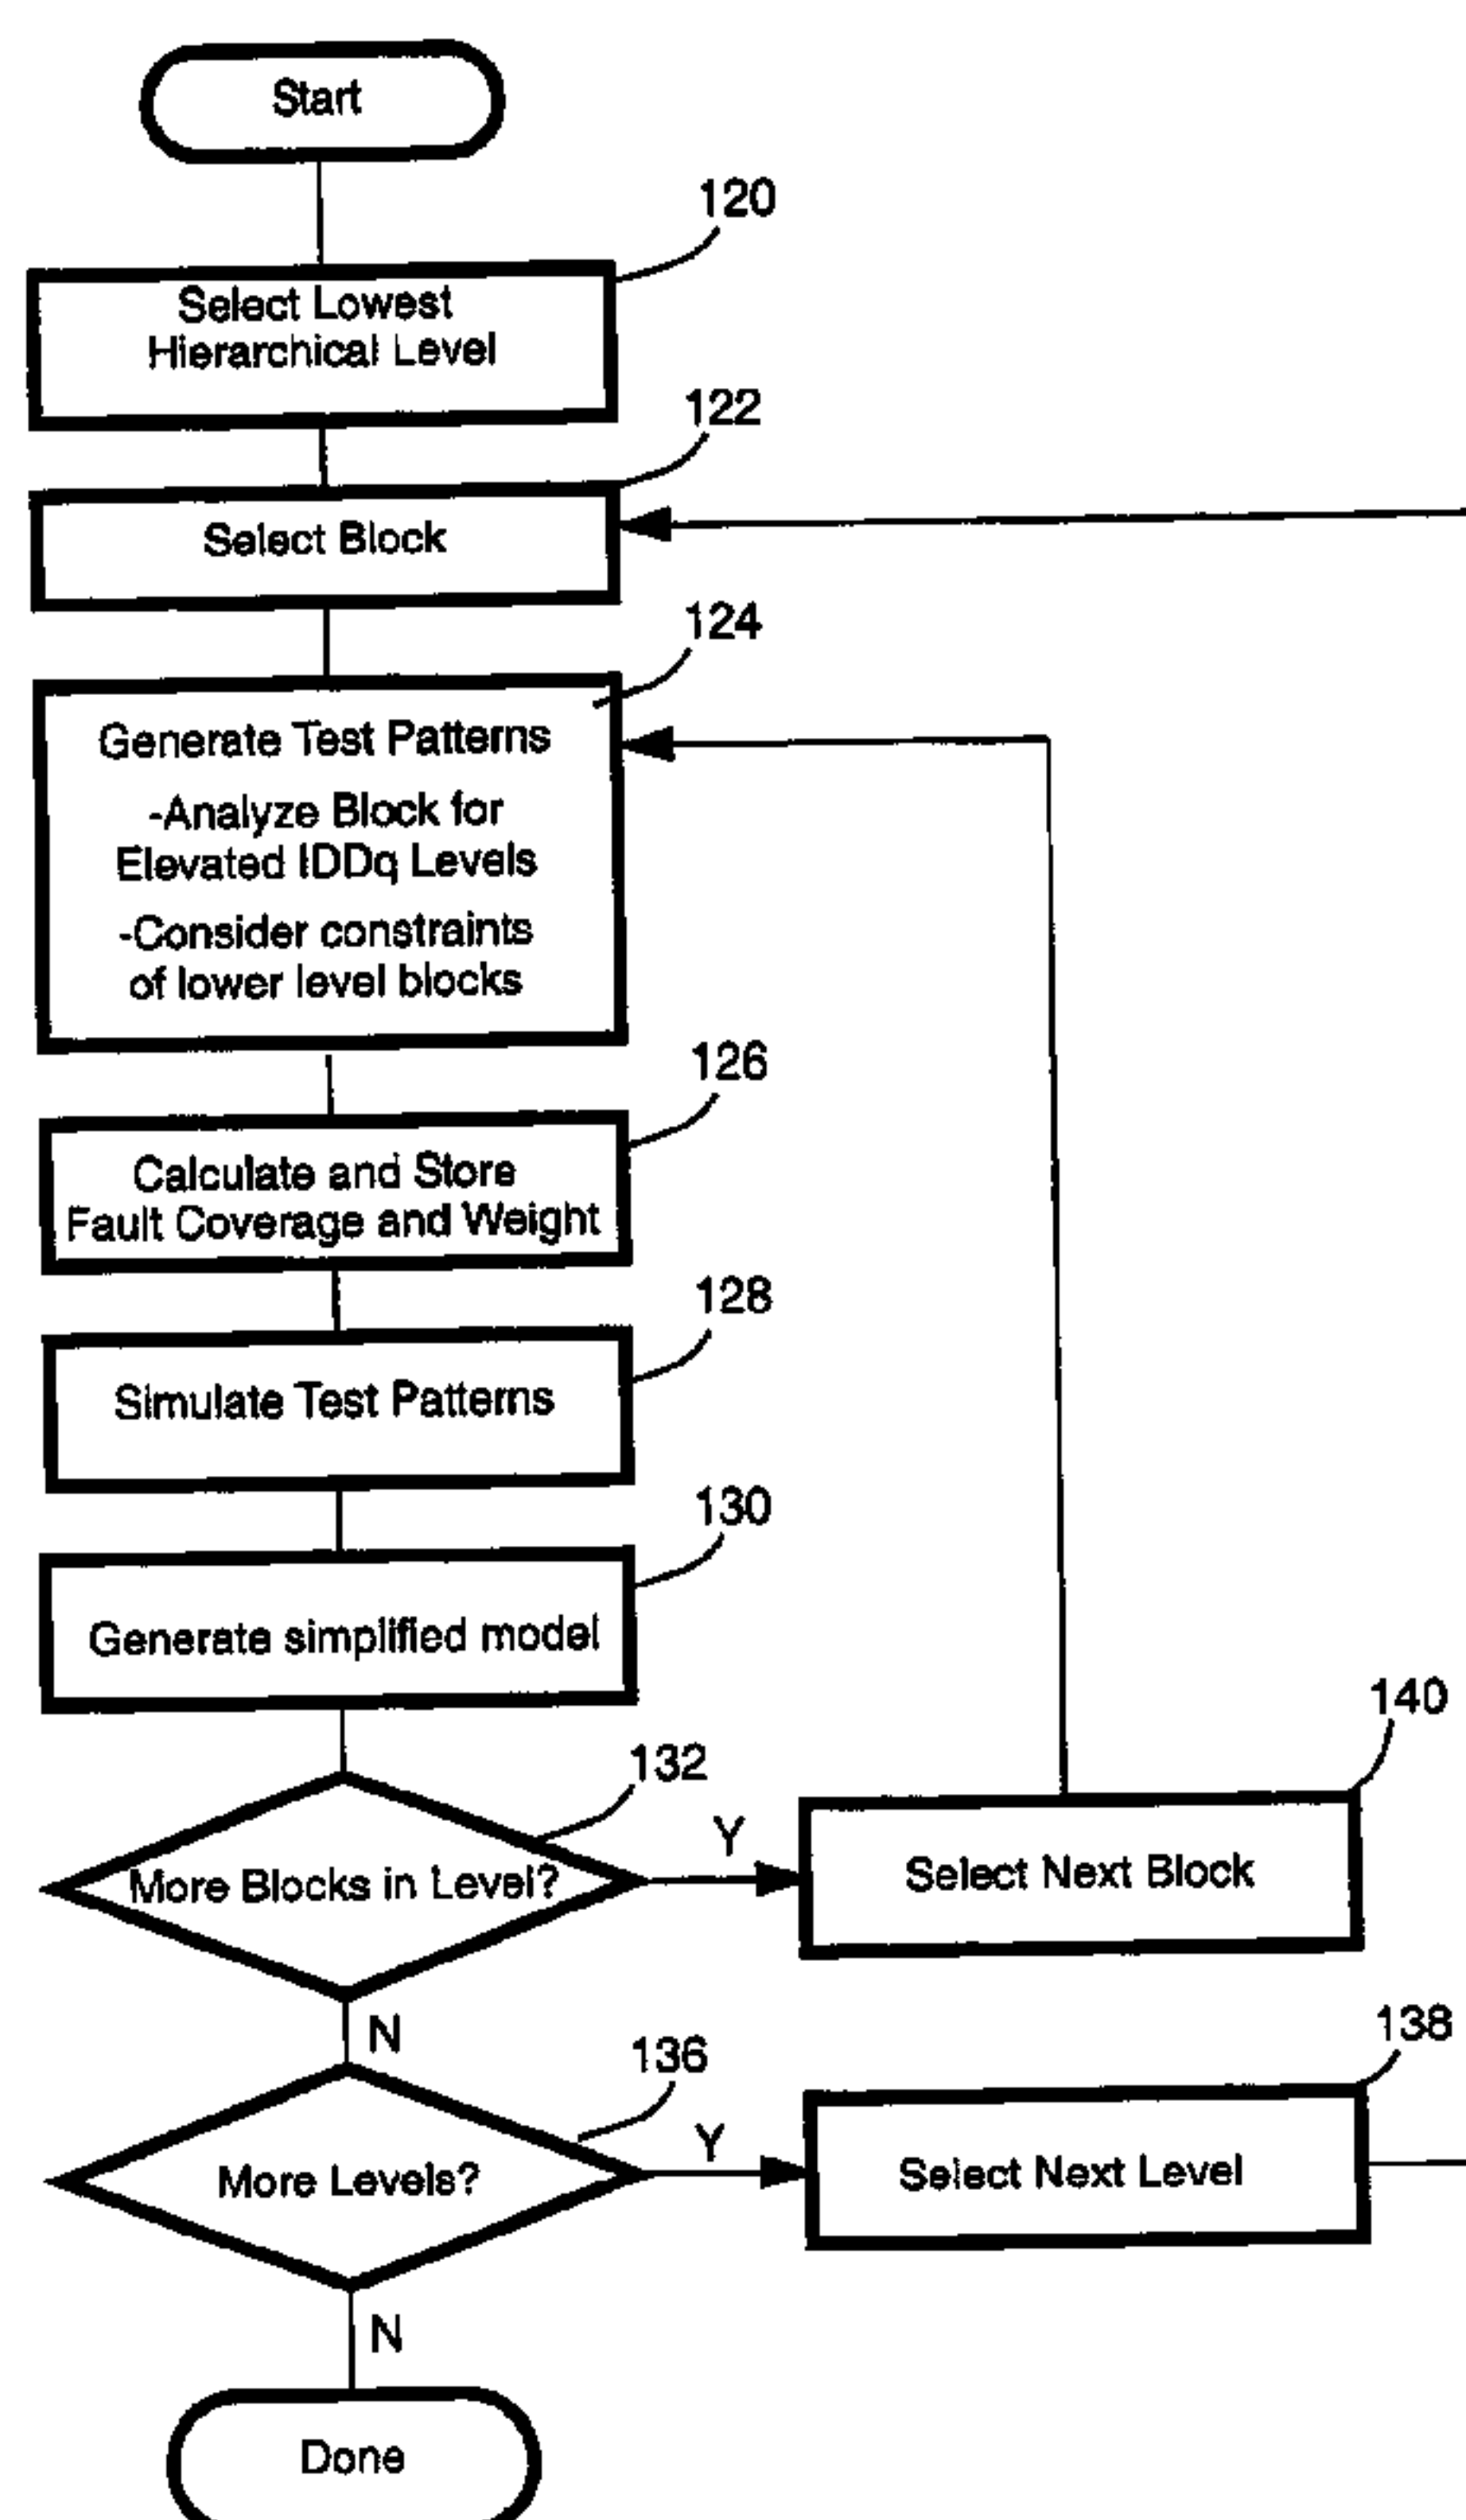 Start
120
Select Lowest
Hierarchical Level
122
Select Block
124
Generate Test Patterns
-Analyze Block for
Elevated IDDq Levels
-Consider constraints
of lower level blocks
126
Calculate and Store
Fault Coverage and Weight
128
Simulate Test Patterns
130
Generate simplified model
140
132
More Blocks in Level?
Y
Select Next Block
N
138
136
More Levels?
Y
Select Next Level
N
Done